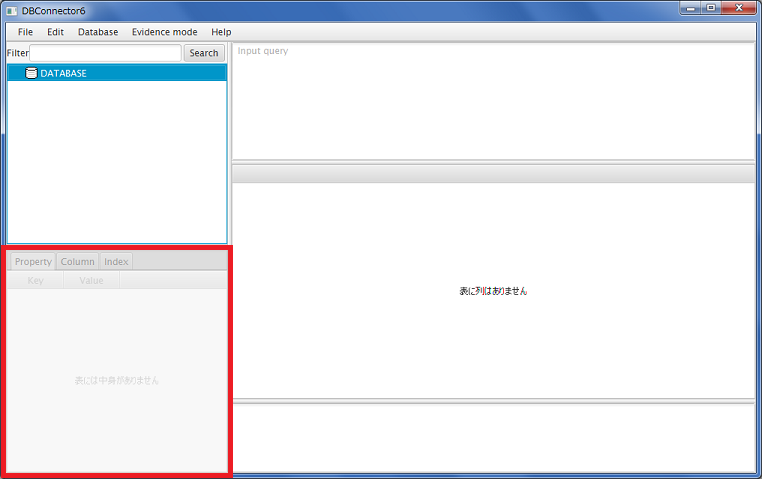 DBConnector6
File Edit Database Evidence mode Help
Filter Search
DATABASE
Input query
表に列はありません
Property Column Index
Key Value
表には中身がありません